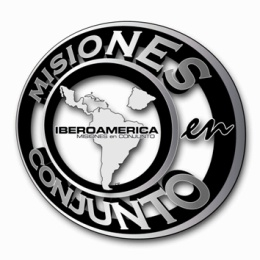 MISIONES
en
CONJUNTO
IBEROAMERICA
MISIONES en CONJUNTO